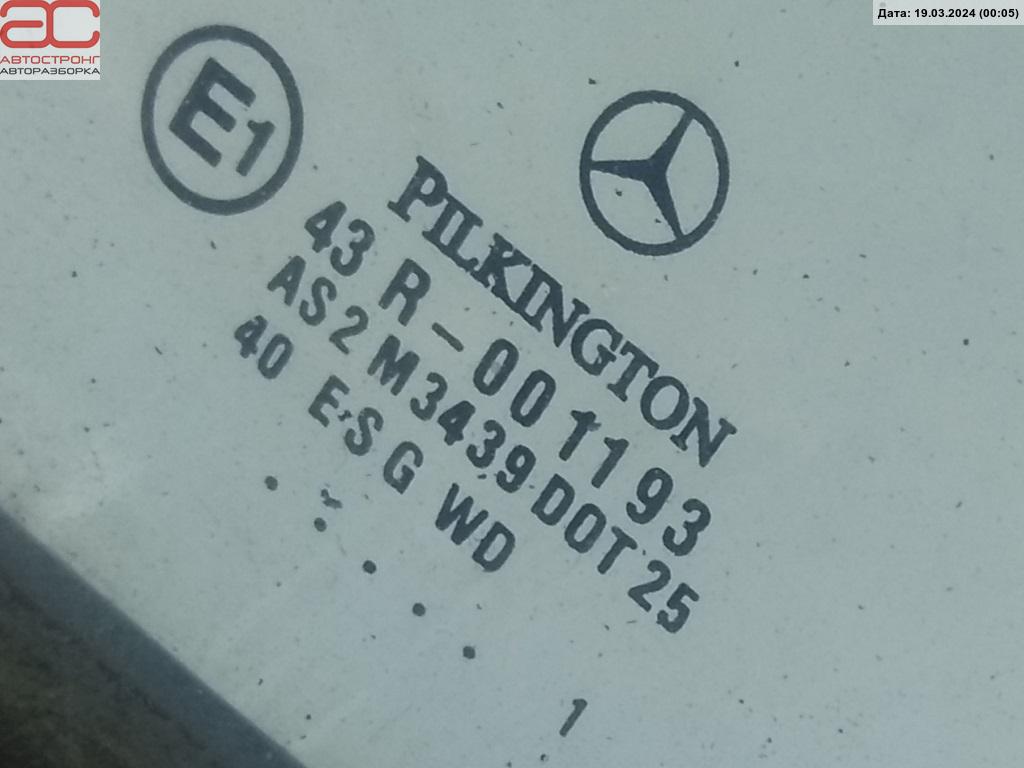 Дата: 19.03.2024 (00:05)
АВТОСТРОНГ
АВТОРАЗБОРКА
E1
PILKINGTON
43 R-001193
AS2 M3439 DOT 25
40 ESG WD
. . . . .
1